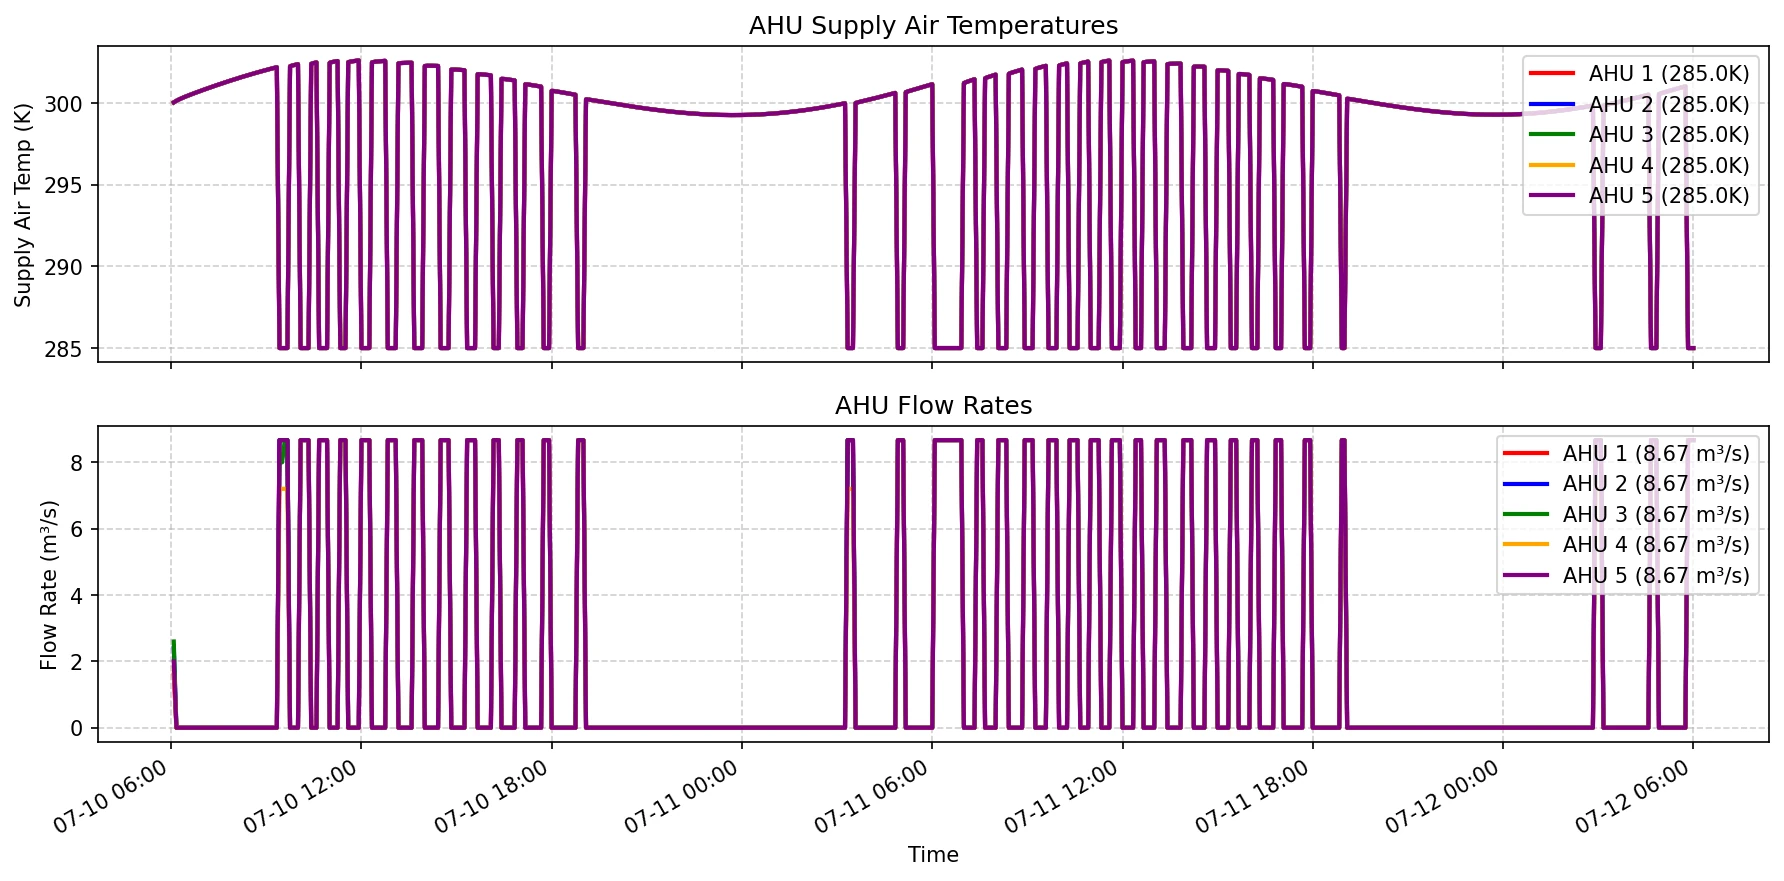 AHU Supply Air Temperatures
Supply Air Temp (K)
300
295
290
285
AHU 1 (285.0K)
AHU 2 (285.0K)
AHU 3 (285.0K)
AHU 4 (285.0K)
AHU 5 (285.0K)
AHU Flow Rates
Flow Rate (m³/s)
8
6
4
2
0
AHU 1 (8.67 m³/s)
AHU 2 (8.67 m³/s)
AHU 3 (8.67 m³/s)
AHU 4 (8.67 m³/s)
AHU 5 (8.67 m³/s)
07-10 06:00
07-10 12:00
07-10 18:00
07-11 00:00
07-11 06:00
07-11 12:00
07-11 18:00
07-12 00:00
07-12 06:00
Time